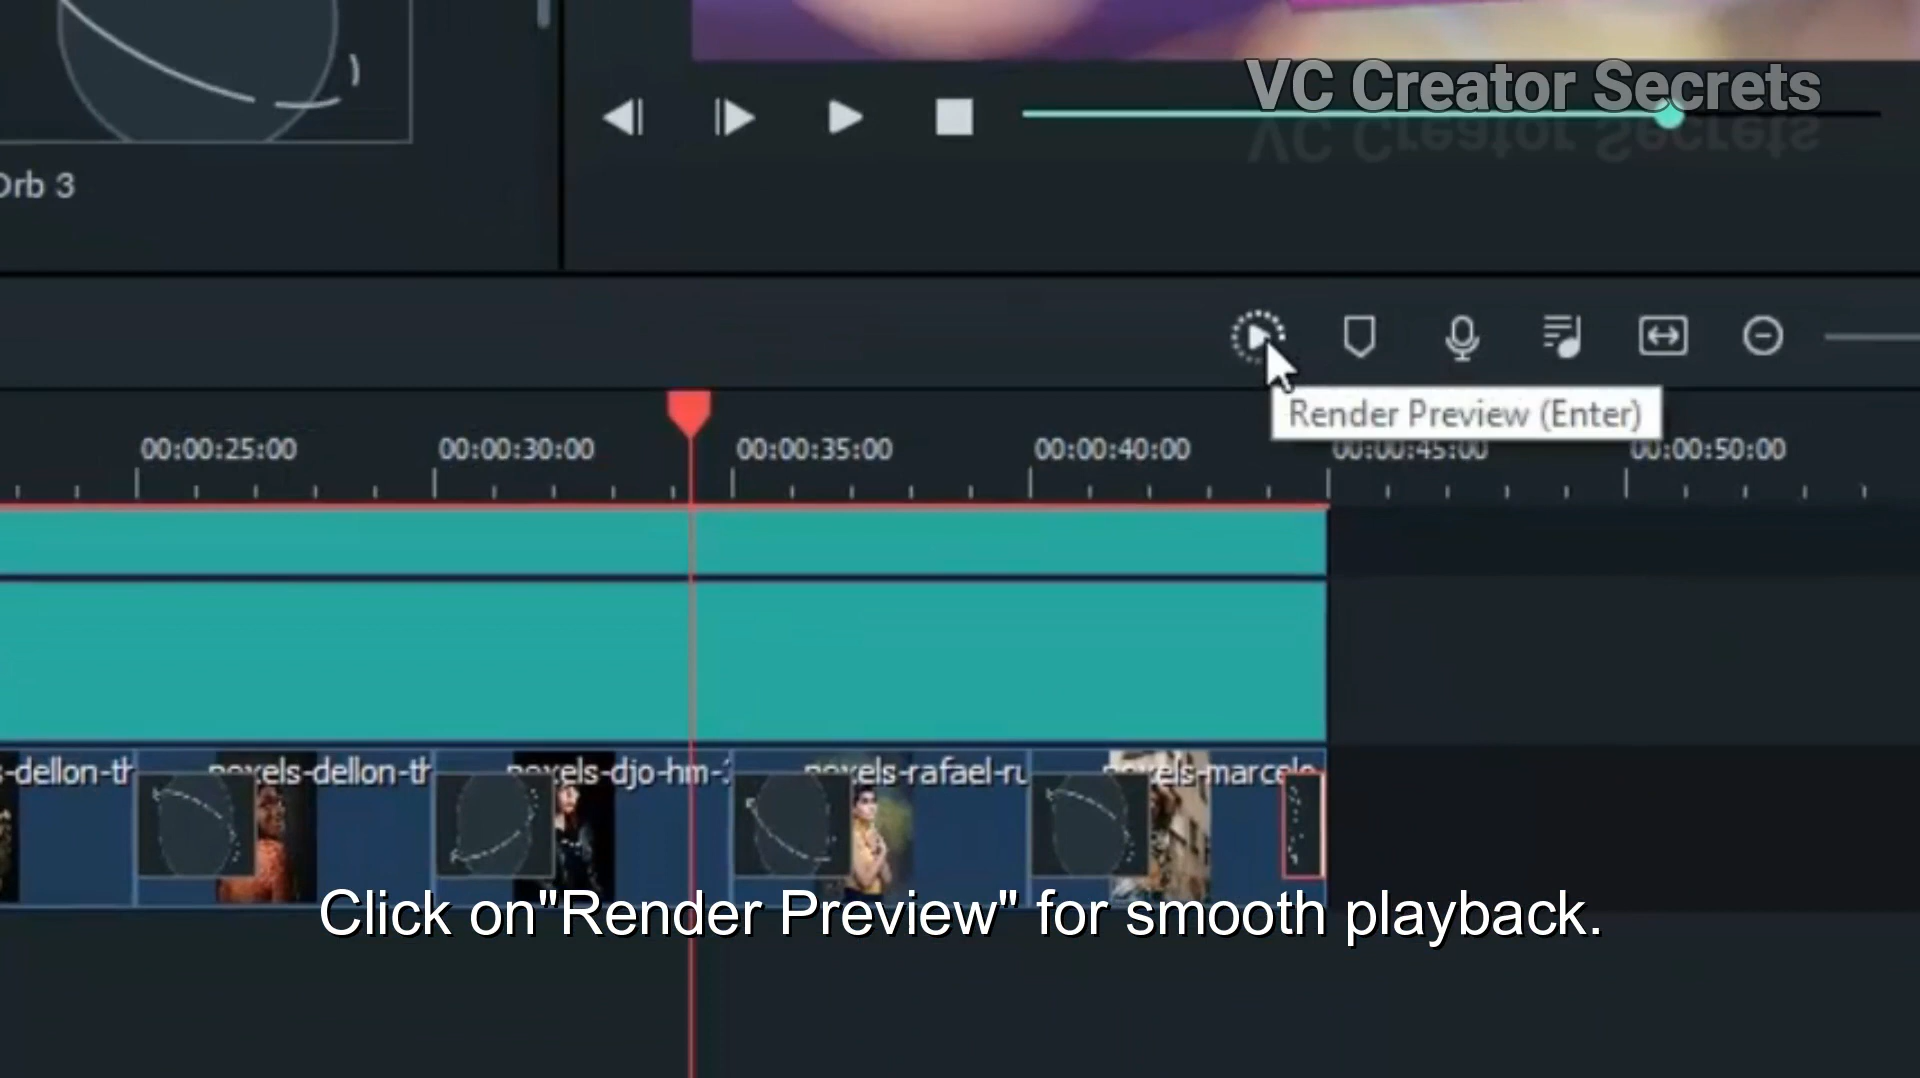 VC Creator Secrets
Orb 3
Render Preview (Enter)
00:00:25:00 00:00:30:00 00:00:35:00 00:00:40:00 00:00:45:00 00:00:50:00
s-dellon-th pexels-dellon-th pexels-djo-hm- pexels-rafael-ru pexels-marcelo
Click on"Render Preview" for smooth playback.